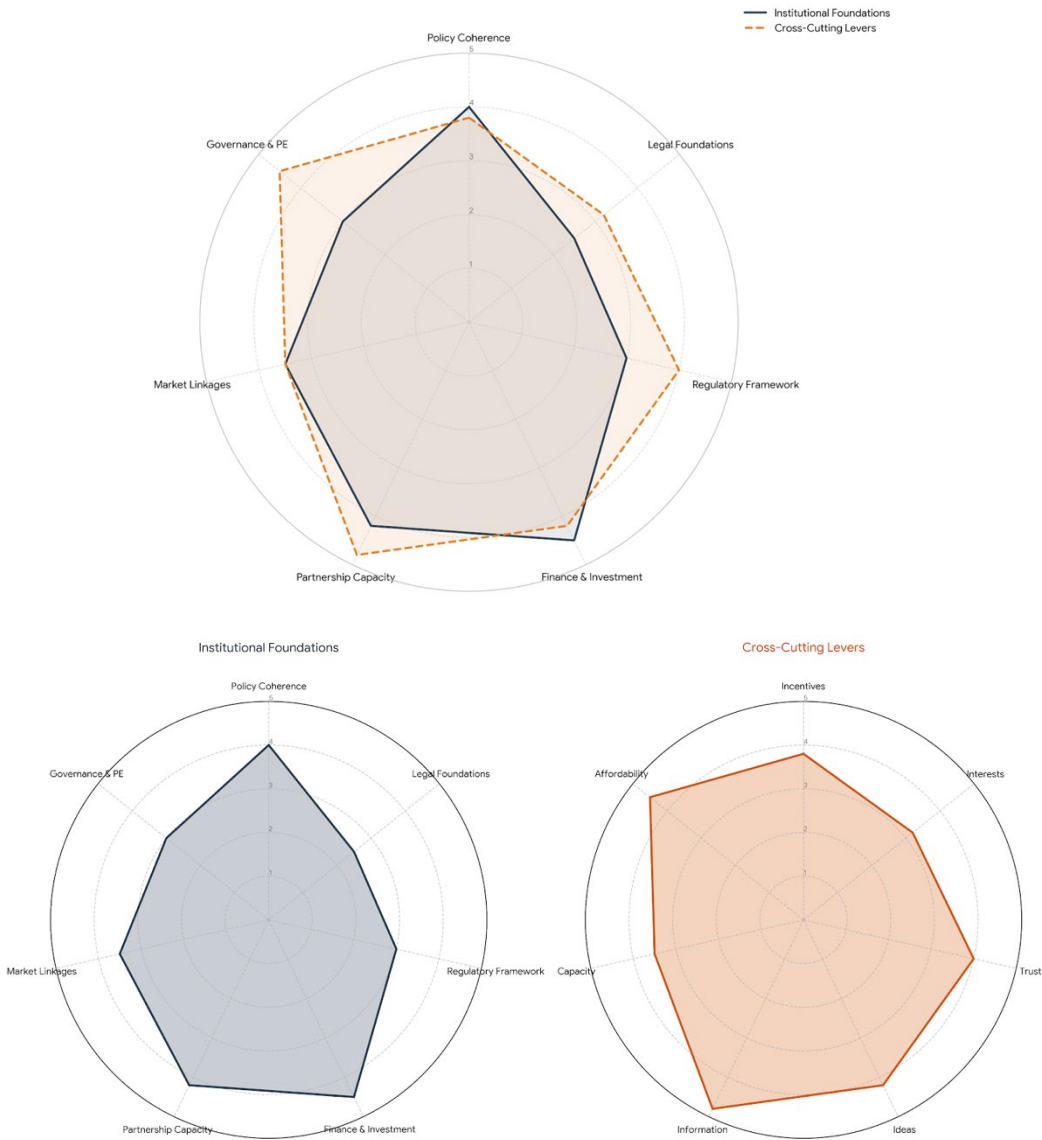 Institutional Foundations
Cross-Cutting Levers
Policy Coherence
5
Governance & PE
Legal Foundations
4
3
2
1
Market Linkages
Regulatory Framework
Partnership Capacity
Finance & Investment
Institutional Foundations
Policy Coherence
5
Governance & PE
Legal Foundations
4
3
2
1
Market Linkages
Regulatory Framework
Partnership Capacity
Finance & Investment
Cross-Cutting Levers
Incentives
5
Affordability
Interests
4
3
2
1
Capacity
Trust
Information
Ideas